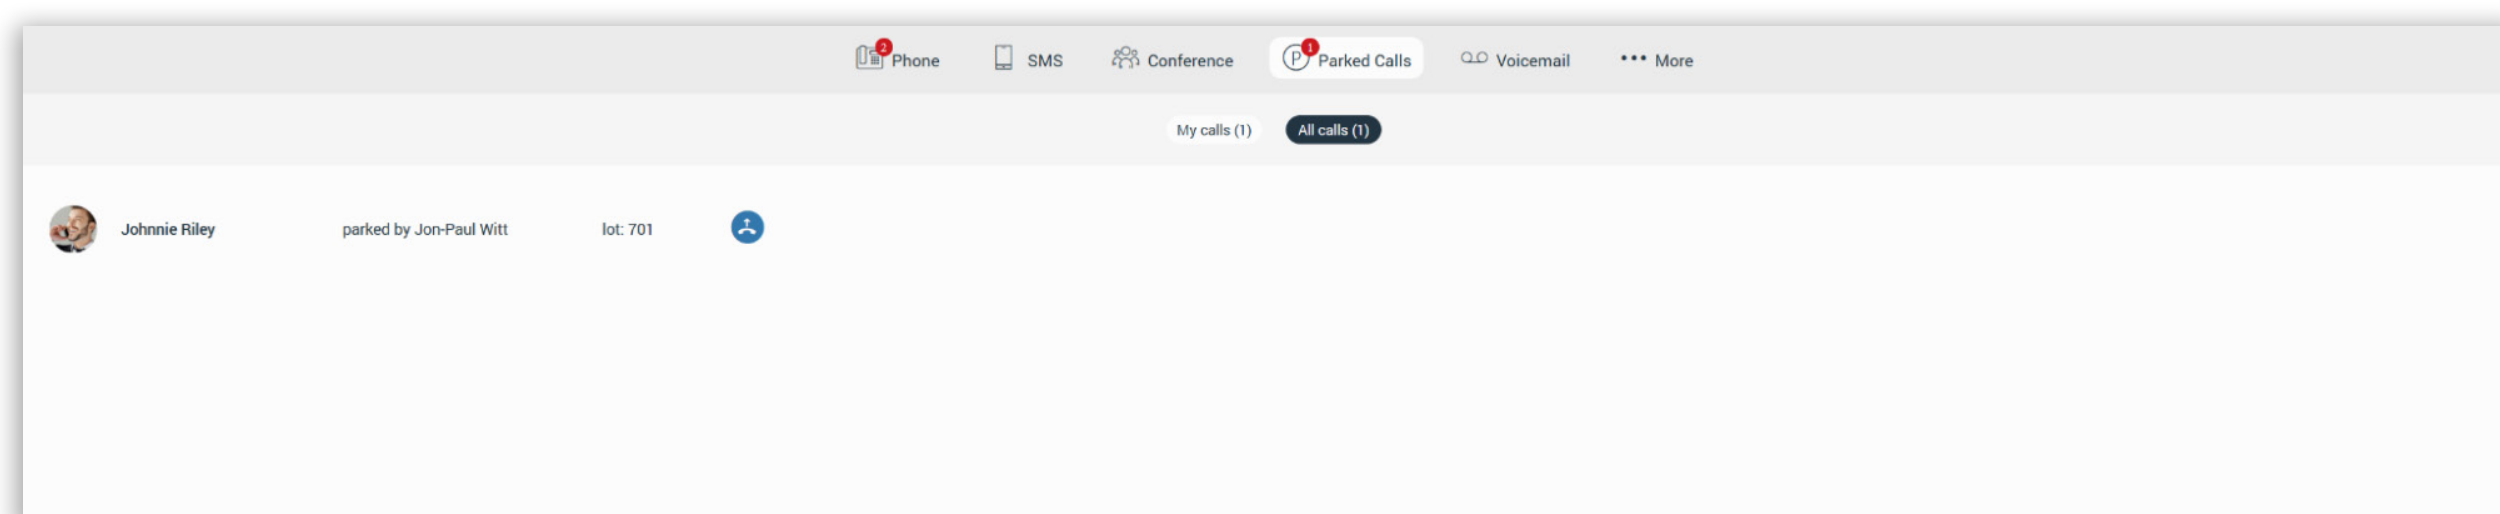 2 Phone SMS Conference P 1 Parked Calls Voicemail ••• More
My calls (1) All calls (1)
Johnnie Riley parked by Jon-Paul Witt lot: 701